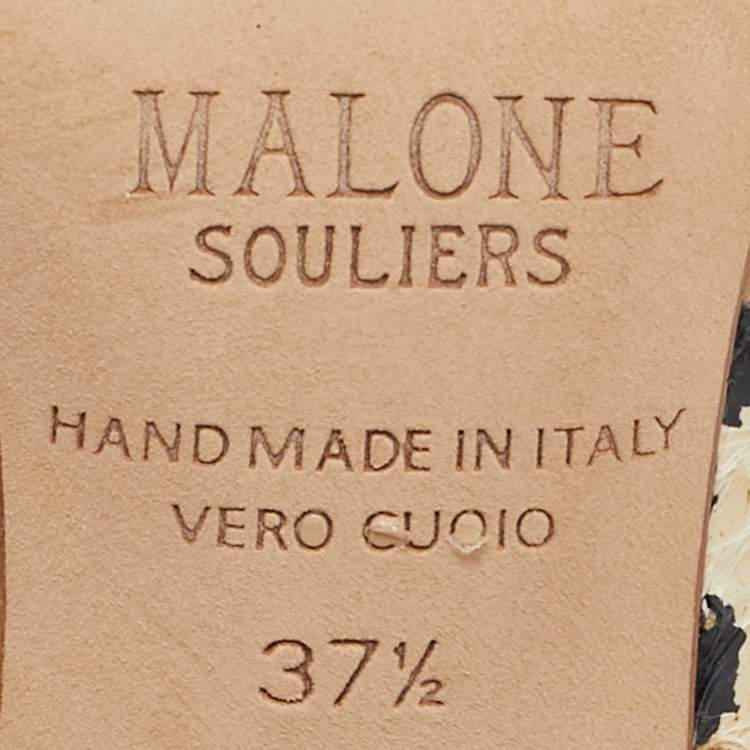 MALONE
SOULIERS
HAND MADE IN ITALY
VERO CUOIO
37½